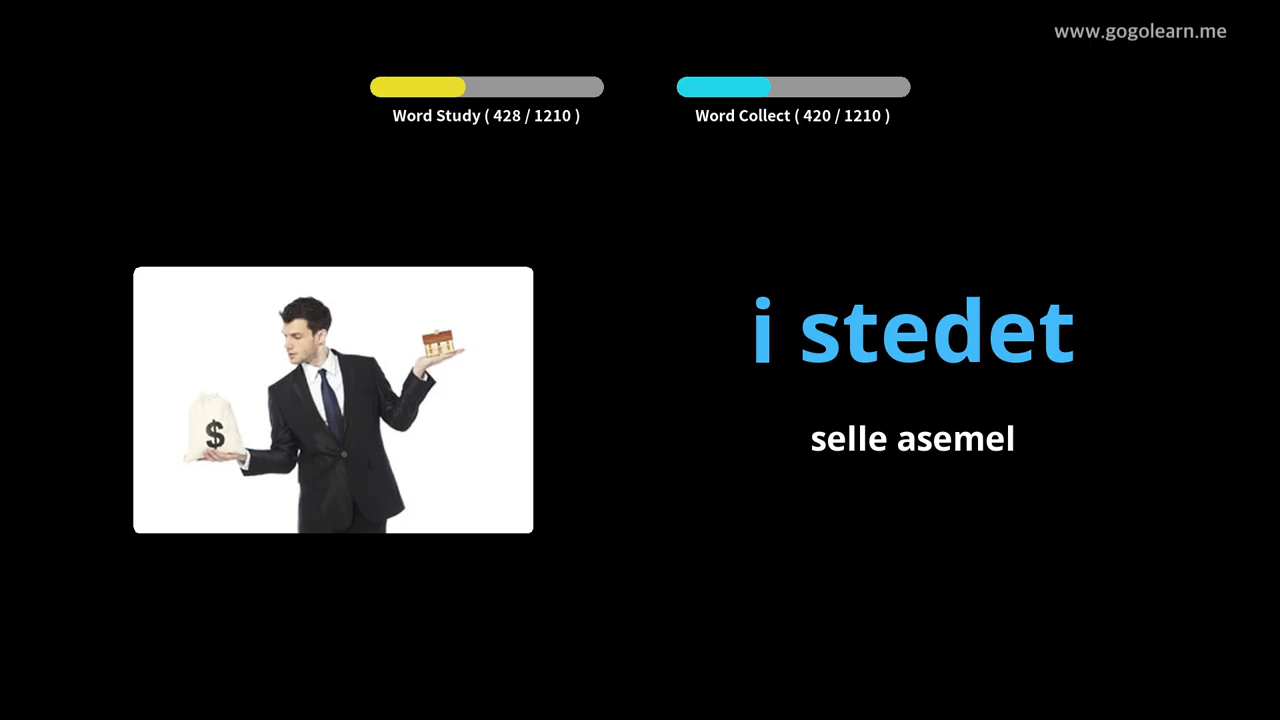 www.gogolearn.me
Word Study ( 428 / 1210 )
Word Collect ( 420 / 1210 )
i stedet
$
selle asemel